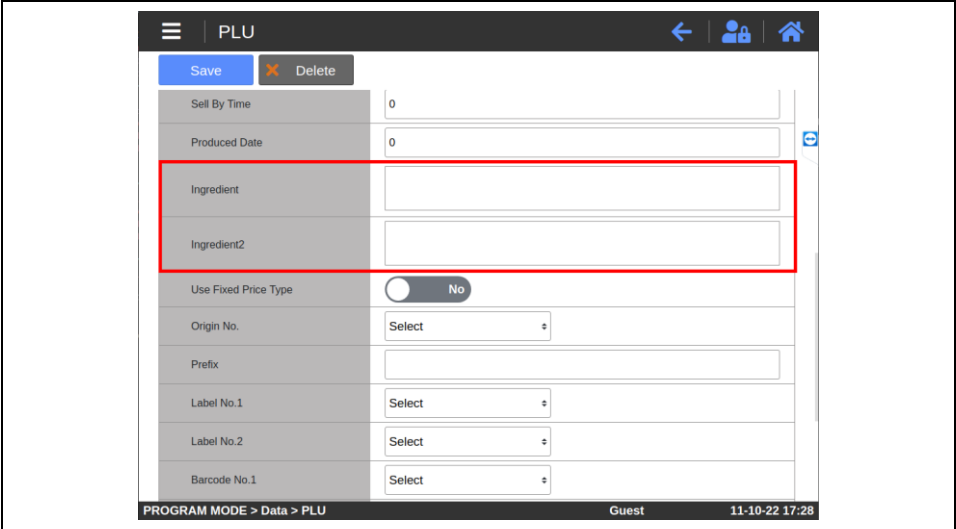 PLU
Save
Delete
Sell By Time 0
Produced Date 0
Ingredient
Ingredient2
Use Fixed Price Type No
Origin No. Select
Prefix
Label No.1 Select
Label No.2 Select
Barcode No.1 Select
PROGRAM MODE > Data > PLU Guest 11-10-22 17:28